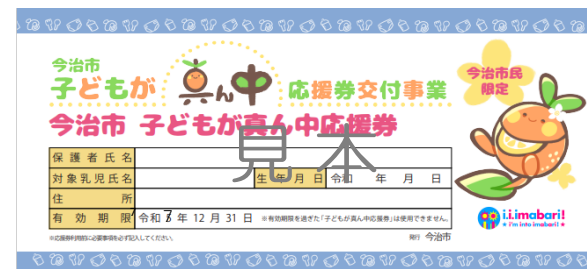 今治市
子どもが真ん中 応援券交付事業
今治市民
限定
今治市 子どもが真ん中応援券
見本
保護者氏名
対象乳児氏名 生年月日 令和 年 月 日
住所
有効期限 令和 7 年 12 月 31 日 ※有効期限を過ぎた「子どもが真ん中応援券」は使用できません。
※応援券利用前に必要事項を必ず記入してください。 発行 今治市
i.i.imabari!
★ I'm into Imabari! ★